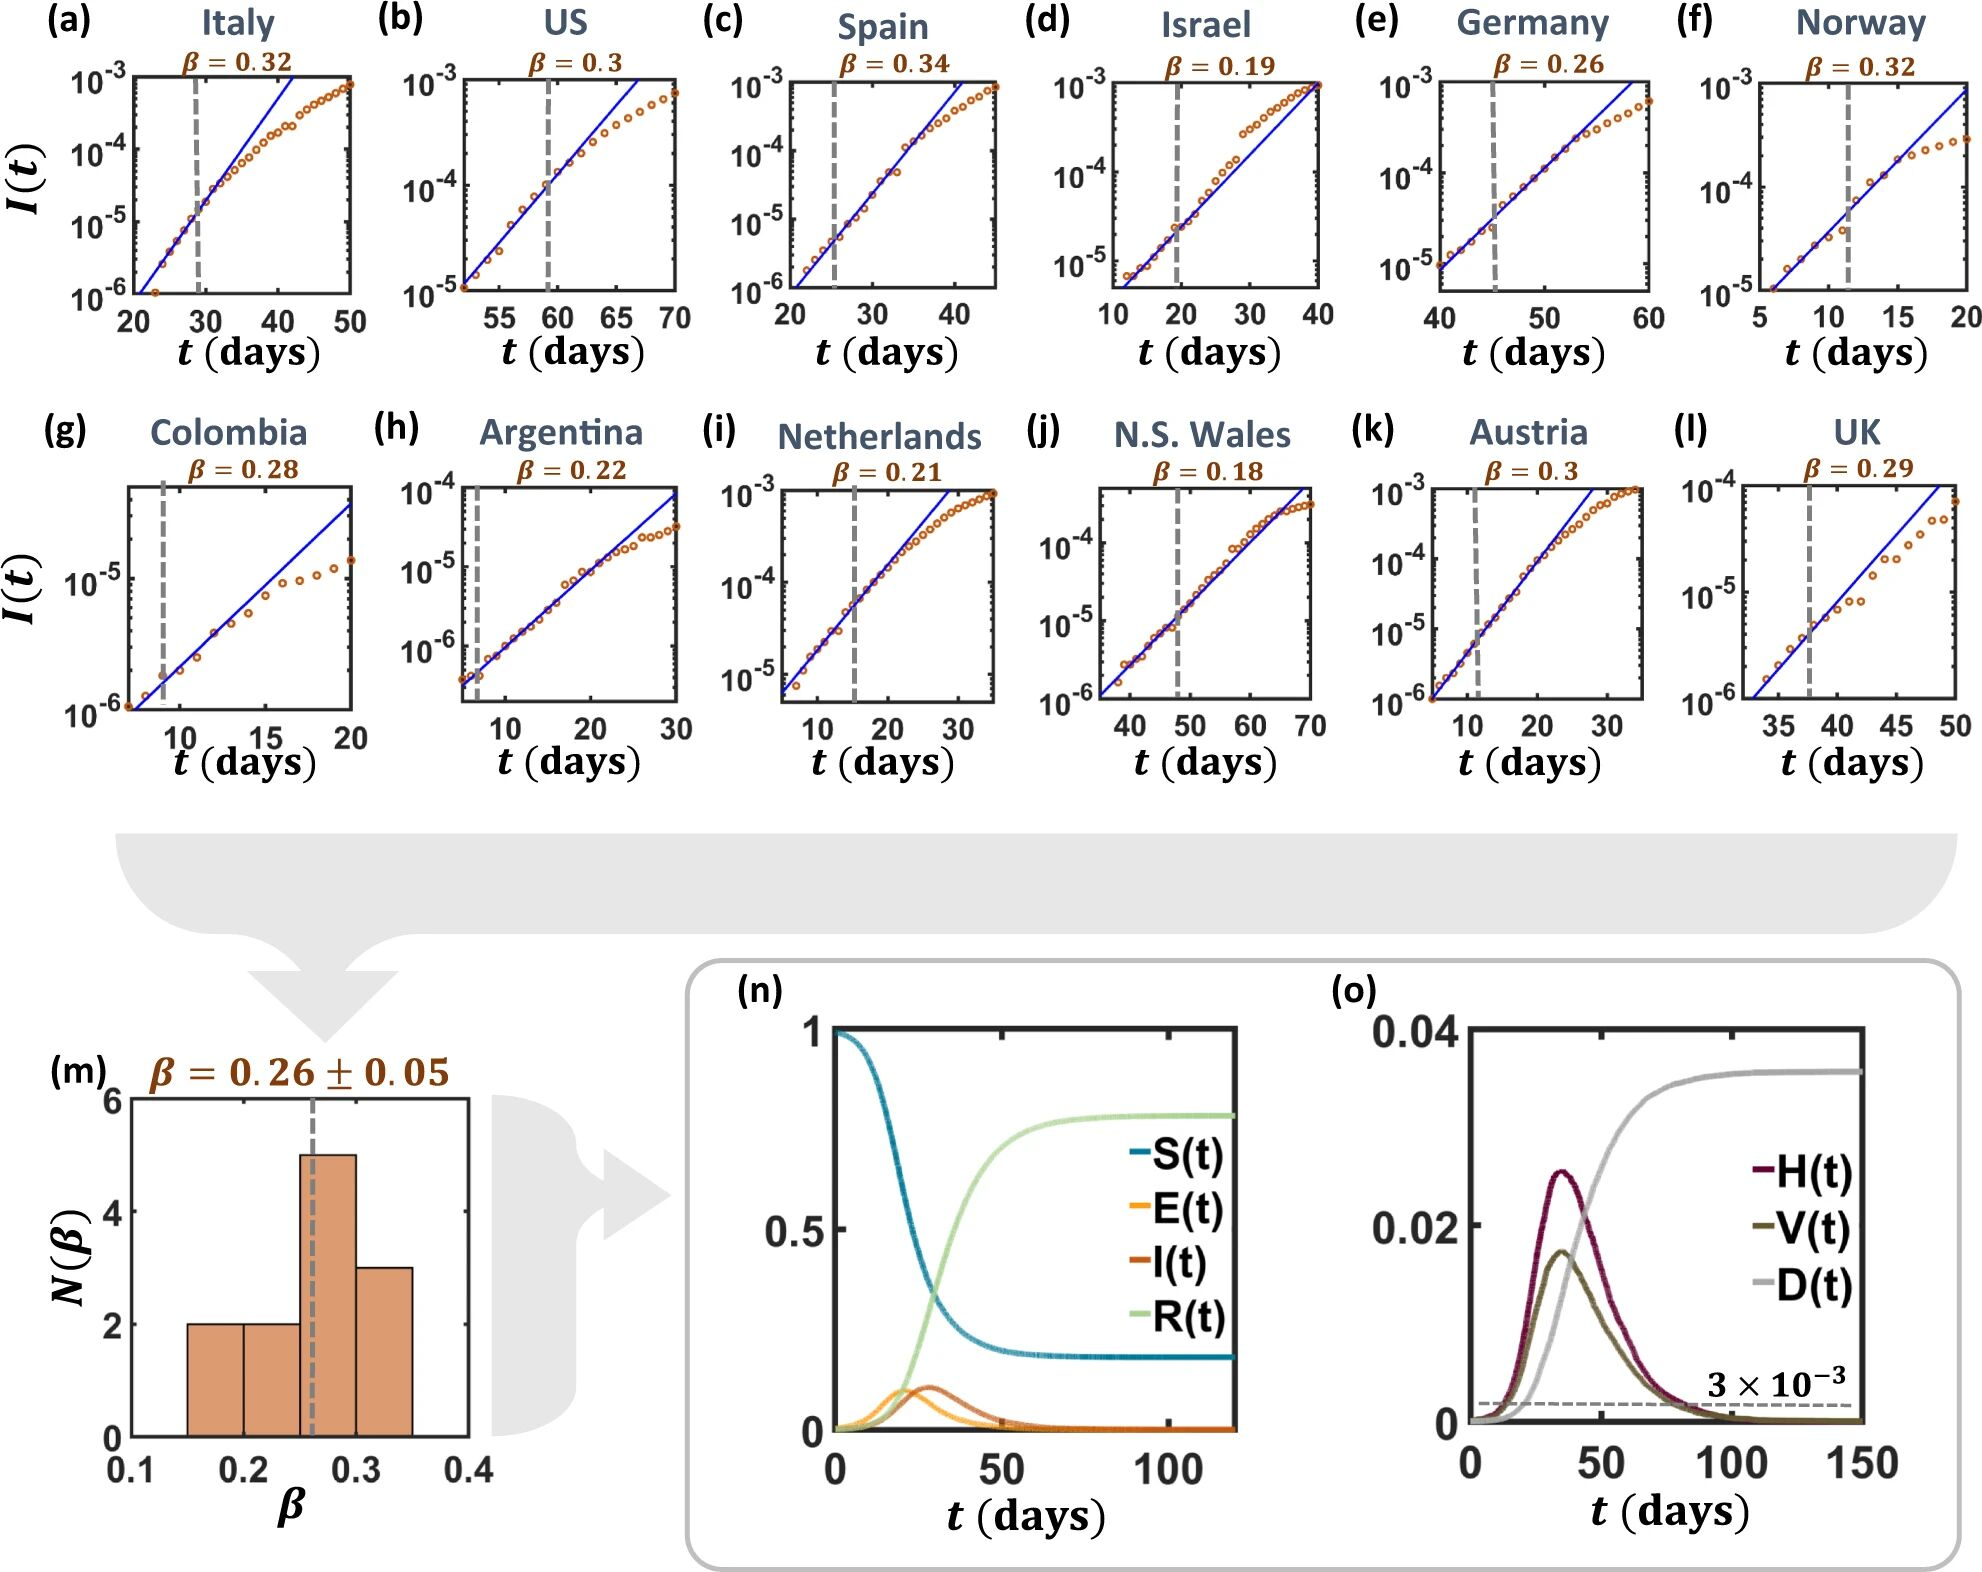 (a) Italy
β = 0.32
10⁻³
10⁻⁴
10⁻⁵
10⁻⁶
I(t)
20 30 40 50
t (days)
(b) US
β = 0.3
10⁻³
10⁻⁴
10⁻⁵
55 60 65 70
t (days)
(c) Spain
β = 0.34
10⁻³
10⁻⁴
10⁻⁵
10⁻⁶
20 30 40
t (days)
(d) Israel
β = 0.19
10⁻³
10⁻⁴
10⁻⁵
10 20 30 40
t (days)
(e) Germany
β = 0.26
10⁻³
10⁻⁴
10⁻⁵
40 50 60
t (days)
(f) Norway
β = 0.32
10⁻³
10⁻⁴
10⁻⁵
5 10 15 20
t (days)
(g) Colombia
β = 0.28
10⁻⁵
10⁻⁶
I(t)
10 15 20
t (days)
(h) Argentina
β = 0.22
10⁻⁴
10⁻⁵
10⁻⁶
10 20 30
t (days)
(i) Netherlands
β = 0.21
10⁻³
10⁻⁴
10⁻⁵
10 20 30
t (days)
(j) N.S. Wales
β = 0.18
10⁻⁴
10⁻⁵
10⁻⁶
40 50 60 70
t (days)
(k) Austria
β = 0.3
10⁻³
10⁻⁴
10⁻⁵
10⁻⁶
10 20 30
t (days)
(l) UK
β = 0.29
10⁻⁴
10⁻⁵
10⁻⁶
35 40 45 50
t (days)
(m) β = 0.26 ± 0.05
6
4
2
0
N(β)
0.1 0.2 0.3 0.4
β
(n)
1
0.5
0
S(t)
E(t)
I(t)
R(t)
0 50 100
t (days)
(o)
0.04
0.02
0
H(t)
V(t)
D(t)
3 × 10⁻³
0 50 100 150
t (days)